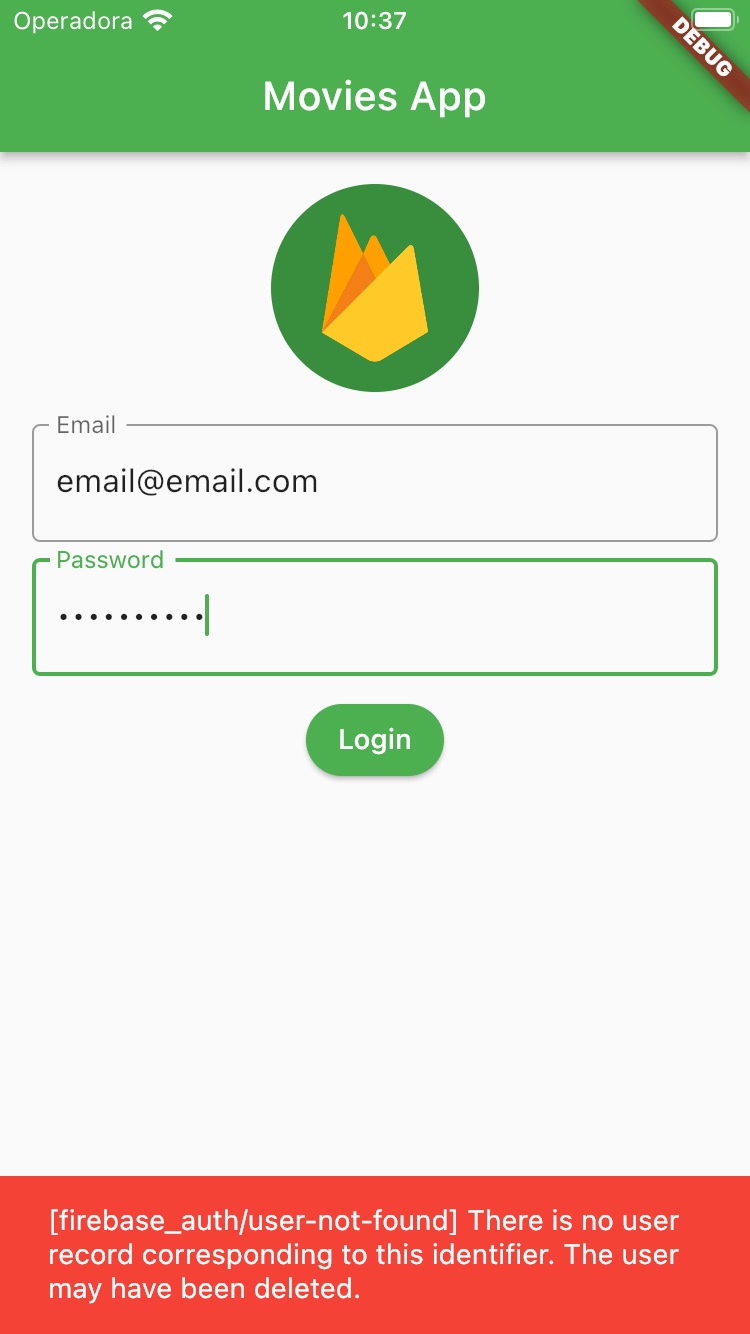 Operadora
10:37
DEBUG
Movies App
Email
email@email.com
Password
••••••••••
Login
[firebase_auth/user-not-found] There is no user
record corresponding to this identifier. The user
may have been deleted.